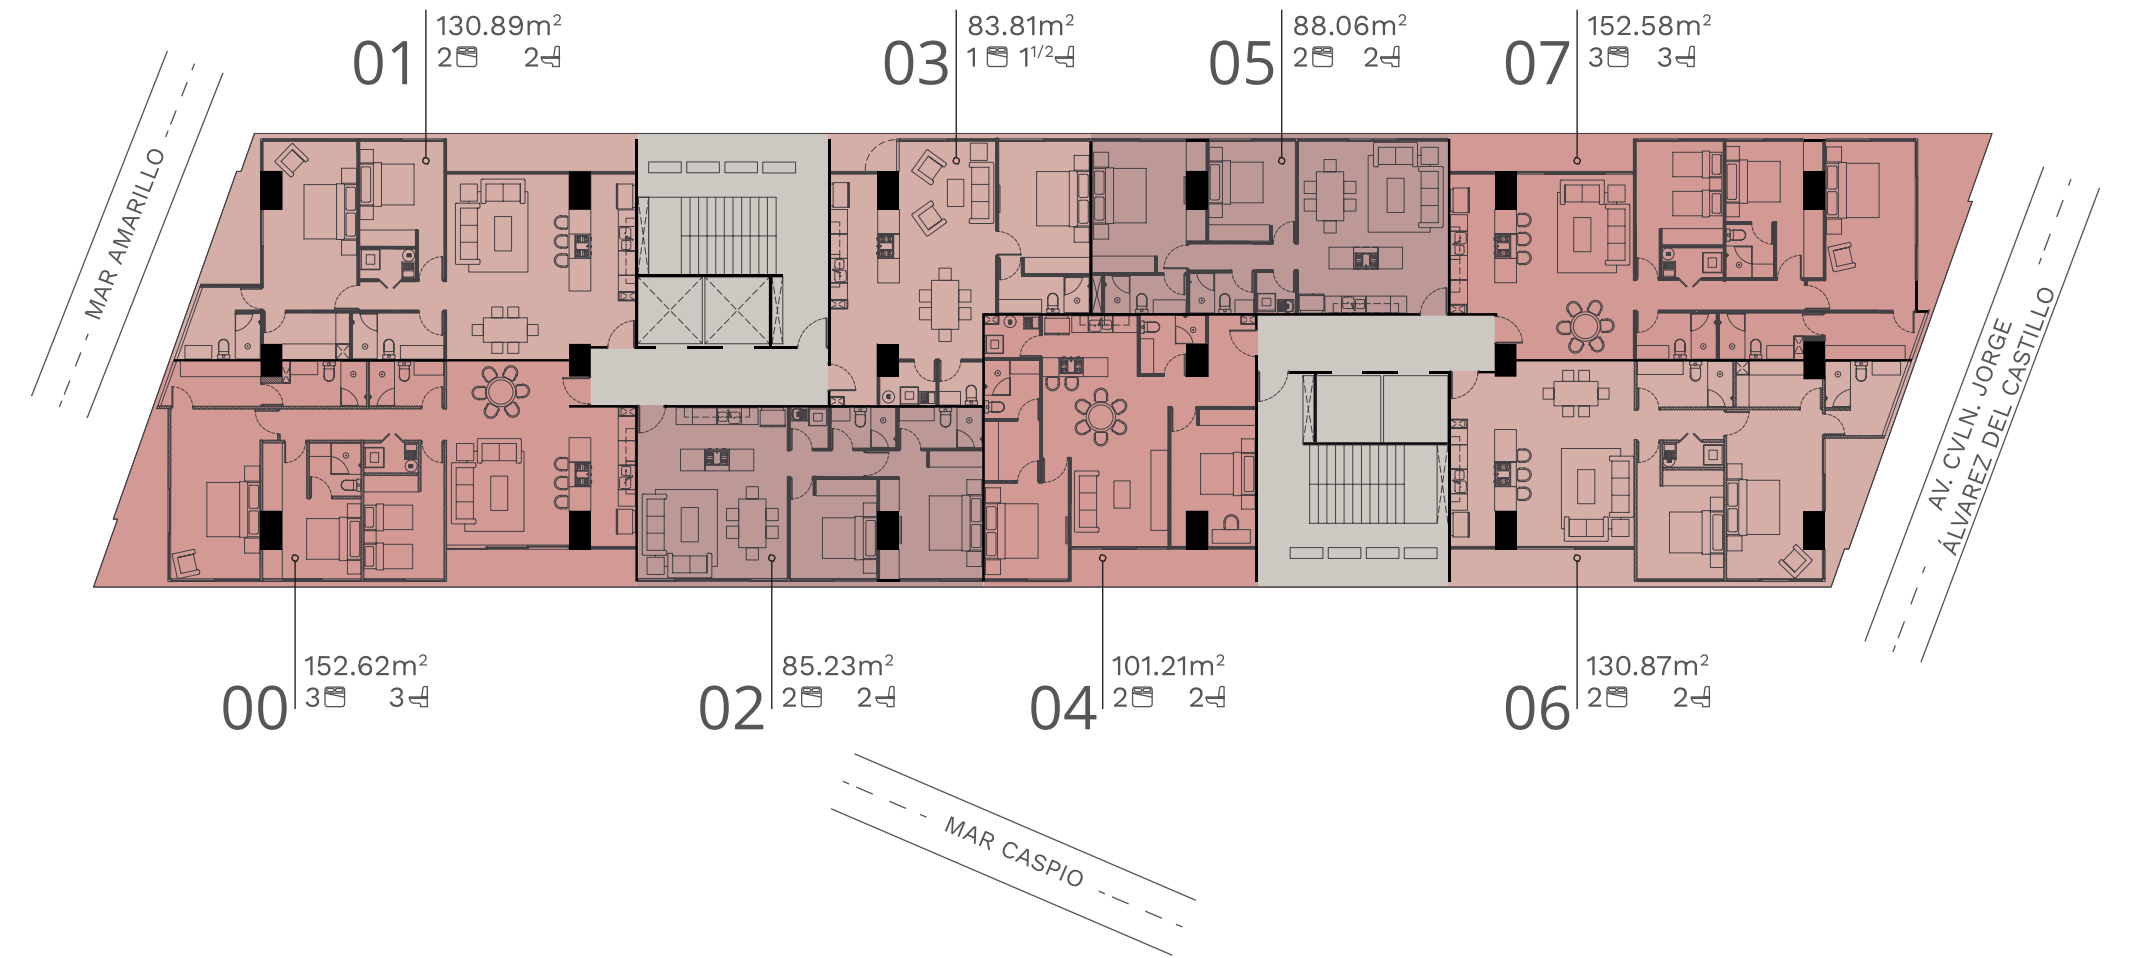 01
130.89m²
2 2
03
83.81m²
1 1¹/²
05
88.06m²
2 2
07
152.58m²
3 3
MAR AMARILLO
AV. CVLN. JORGE
ÁLVAREZ DEL CASTILLO
00
152.62m²
3 3
02
85.23m²
2 2
04
101.21m²
2 2
06
130.87m²
2 2
MAR CASPIO